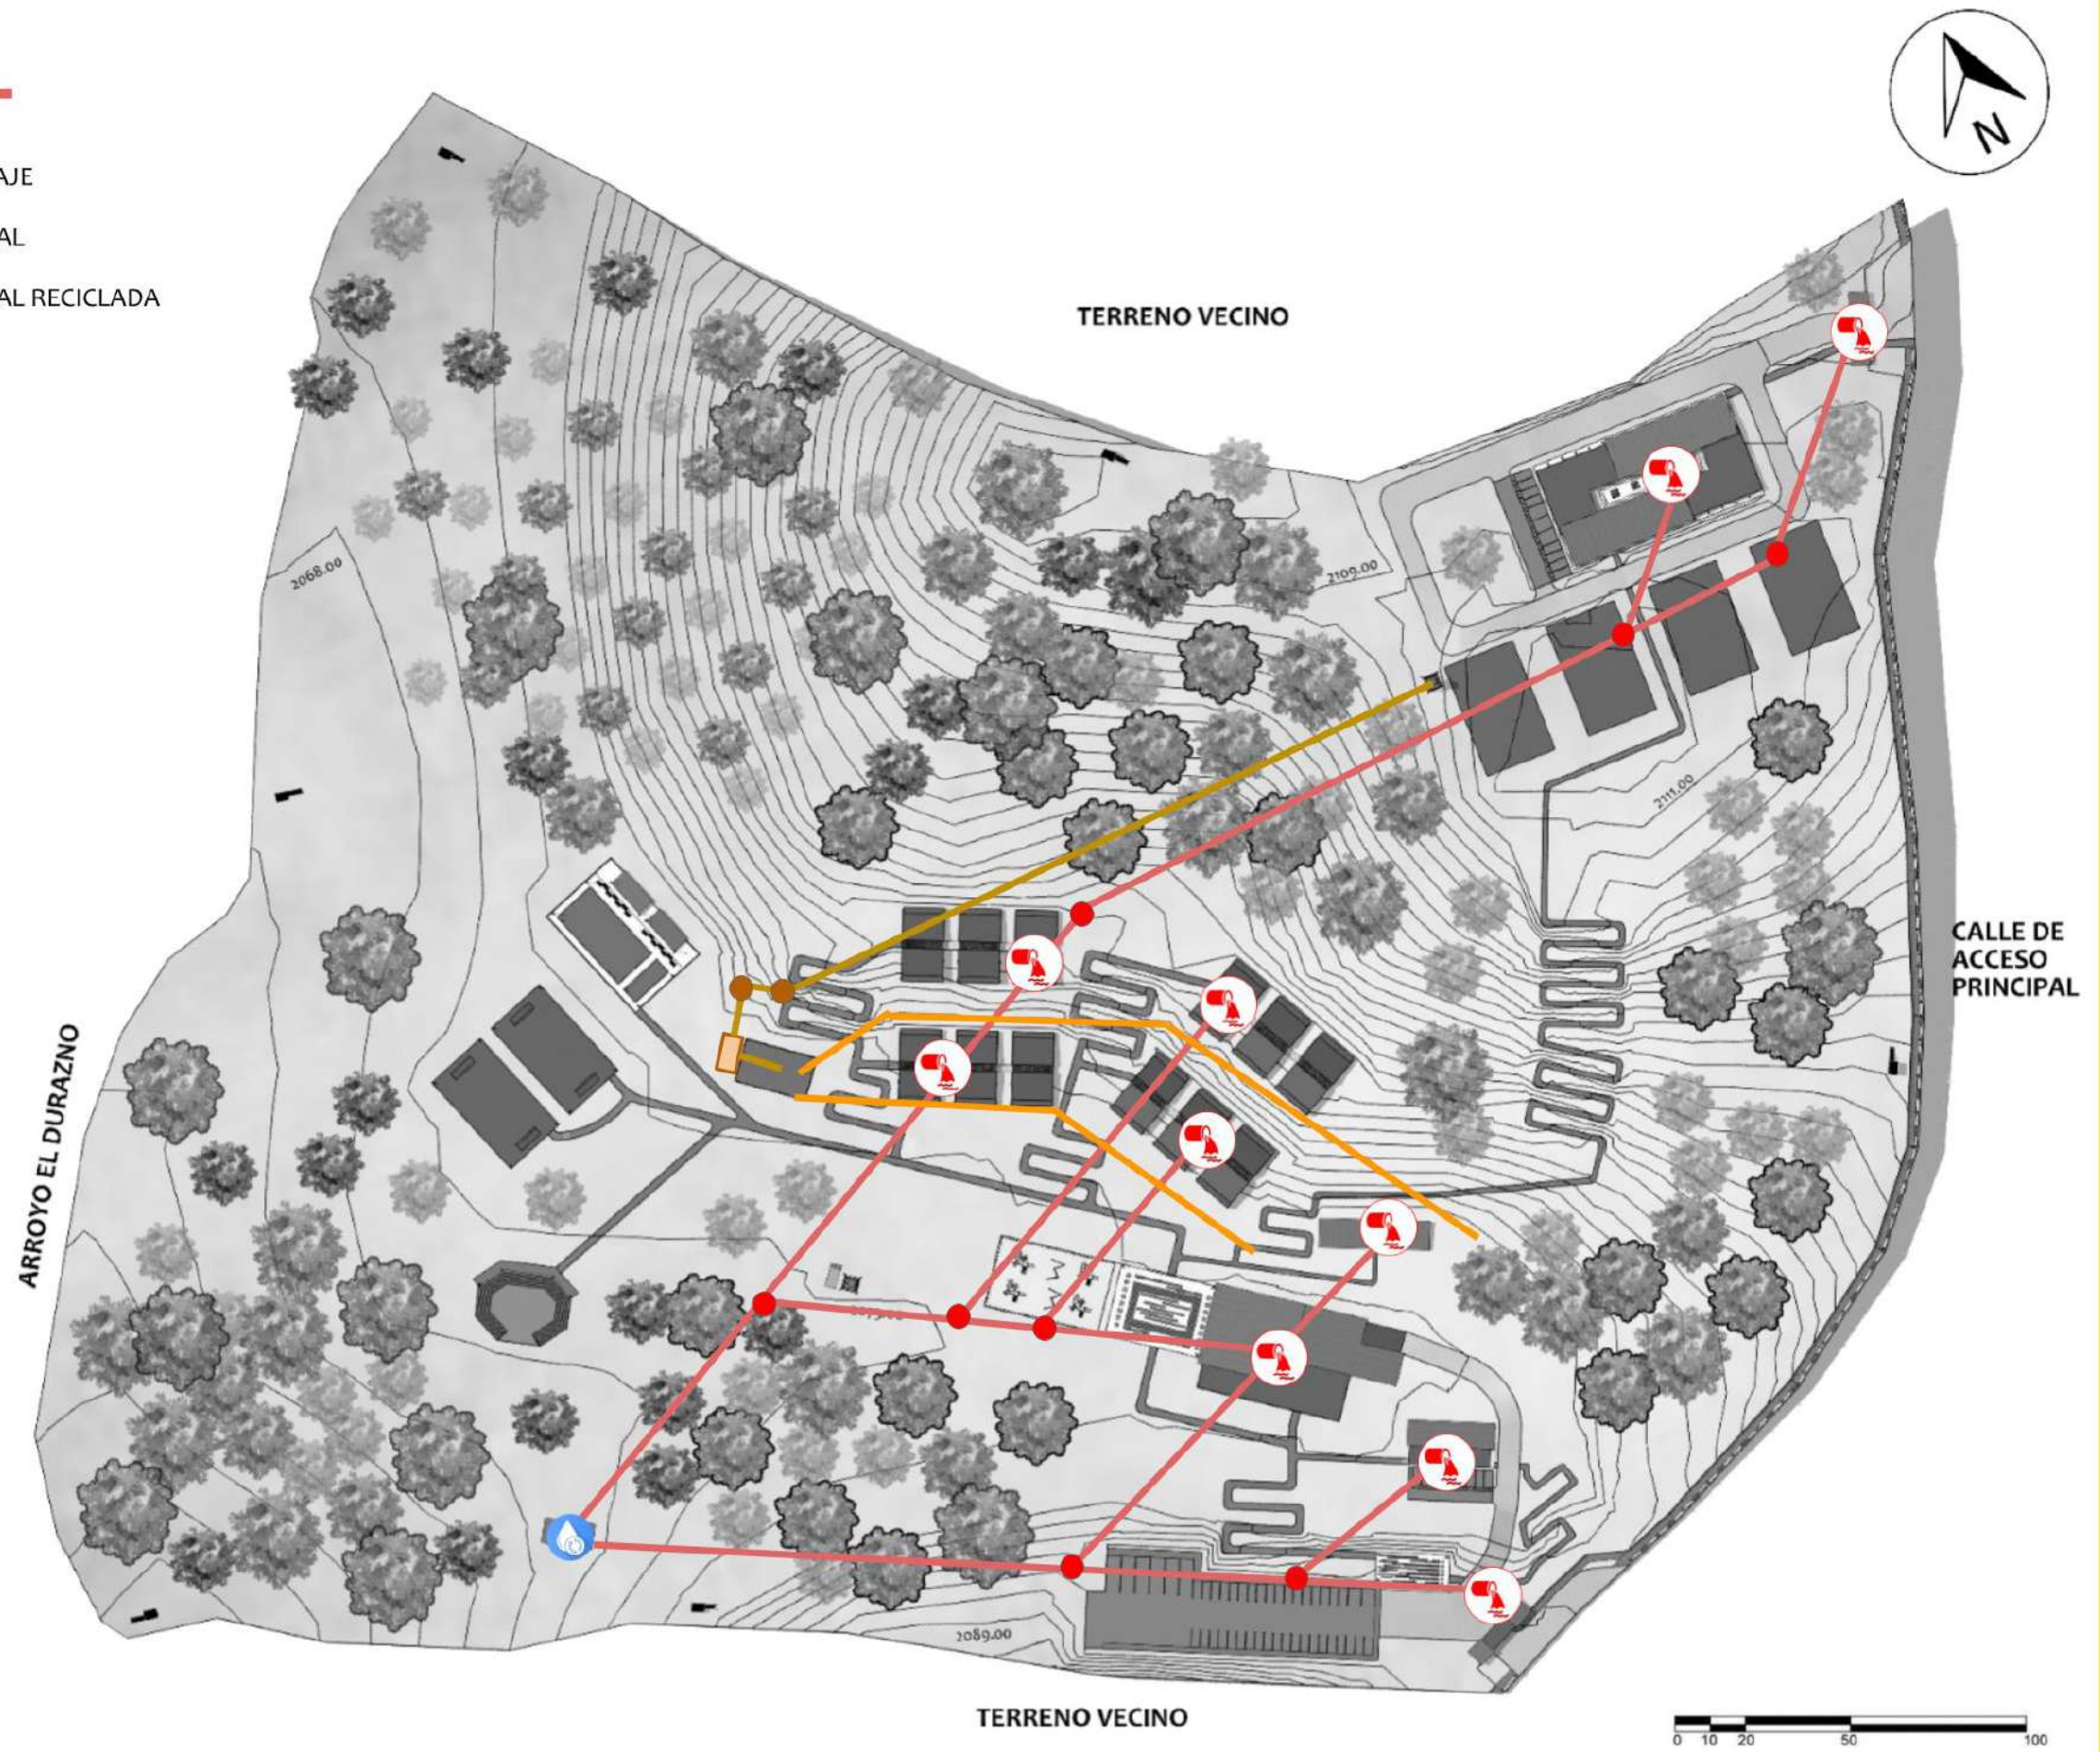 N
AJE
AL
AL RECICLADA
TERRENO VECINO
2068.00
2109.00
2111.00
CALLE DE
ACCESO
PRINCIPAL
ARROYO EL DURAZNO
2089.00
TERRENO VECINO
0 10 20 50 100